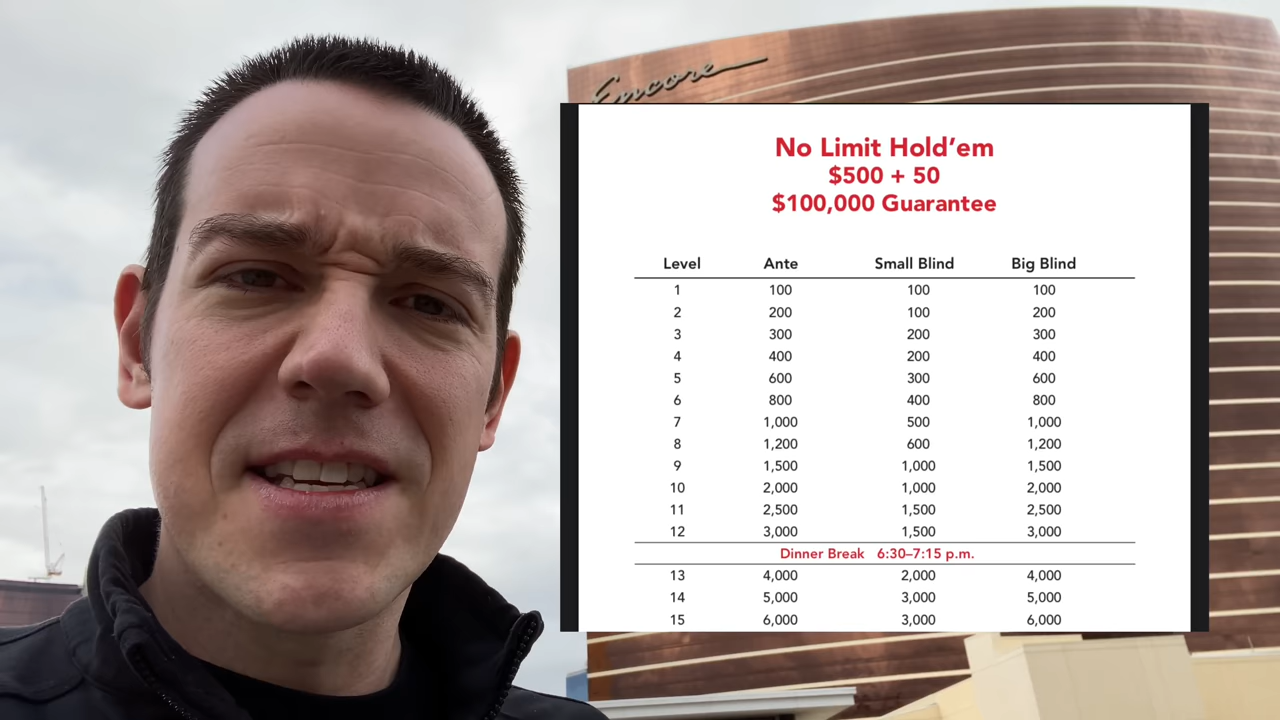 Encore
No Limit Hold'em
$500 + 50
$100,000 Guarantee
Level Ante Small Blind Big Blind
1 100 100 100
2 200 100 200
3 300 200 300
4 400 200 400
5 600 300 600
6 800 400 800
7 1,000 500 1,000
8 1,200 600 1,200
9 1,500 1,000 1,500
10 2,000 1,000 2,000
11 2,500 1,500 2,500
12 3,000 1,500 3,000
Dinner Break 6:30–7:15 p.m.
13 4,000 2,000 4,000
14 5,000 3,000 5,000
15 6,000 3,000 6,000